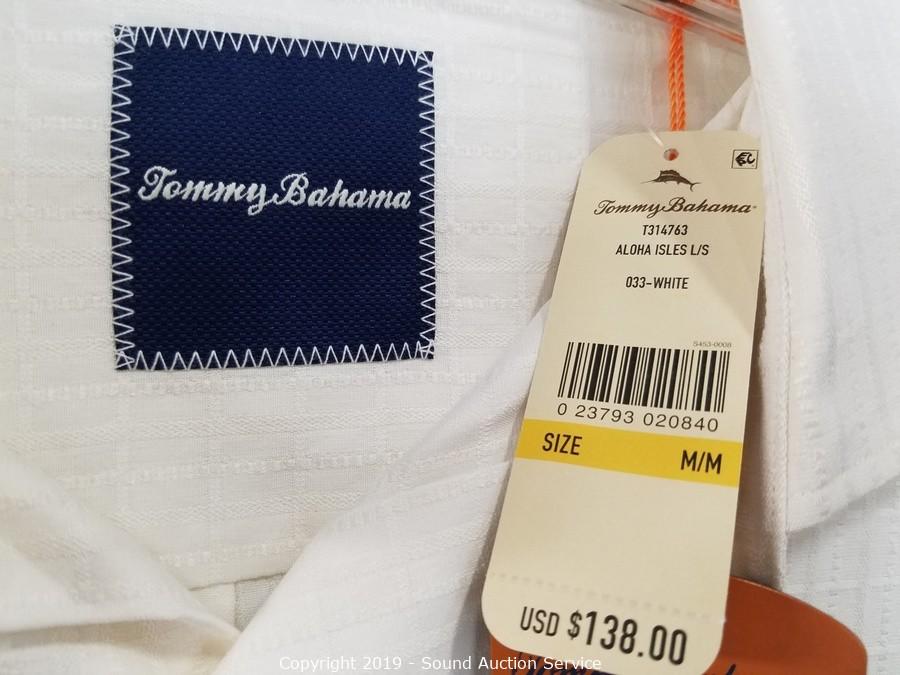 Tommy Bahama
Tommy Bahama
T314763
ALOHA ISLES L/S
033-WHITE
S453-0008
0 23793 020840
SIZE M/M
USD $138.00
Copyright 2019 - Sound Auction Service